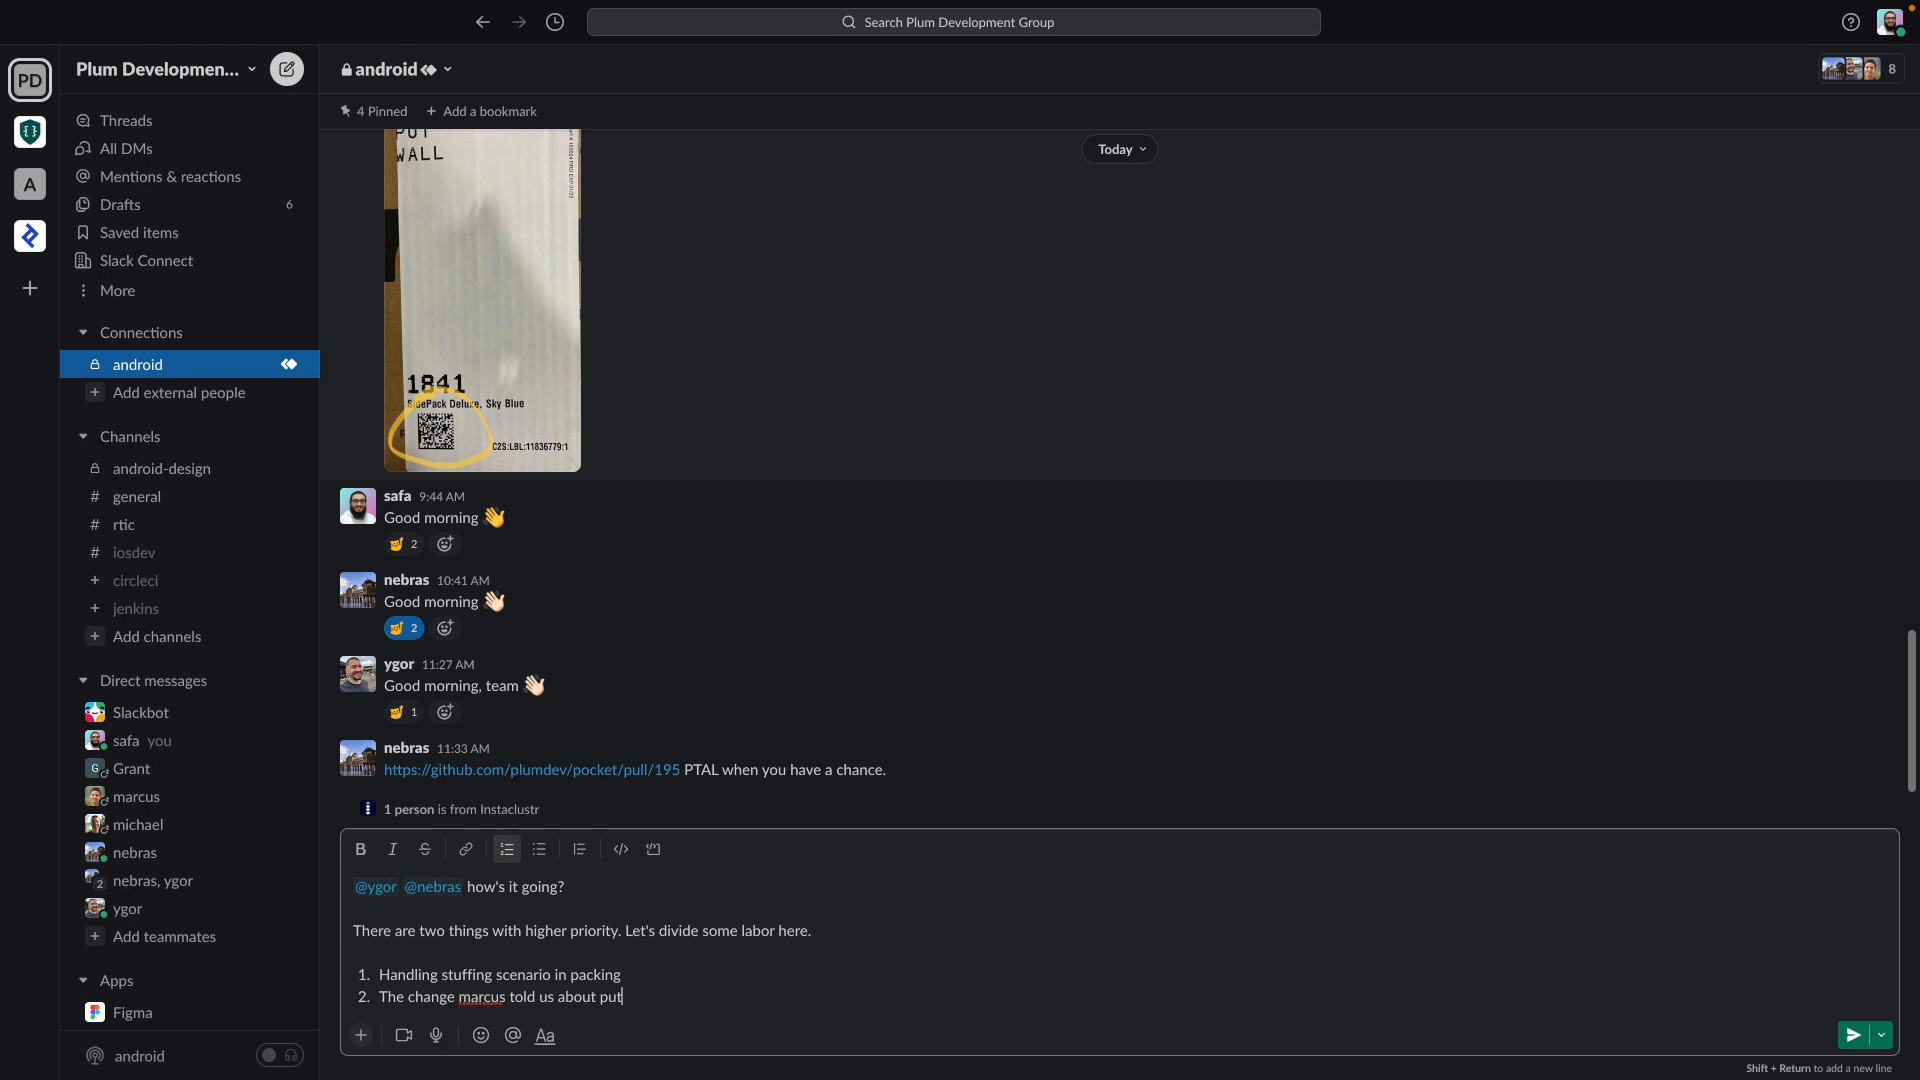 Search Plum Development Group
PD
A
Plum Developmen...
Threads
All DMs
Mentions & reactions
Drafts 6
Saved items
Slack Connect
More
Connections
android
Add external people
Channels
android-design
# general
# rtic
# iosdev
+ circleci
+ jenkins
+ Add channels
Direct messages
Slackbot
safa you
G Grant
marcus
michael
nebras
2 nebras, ygor
ygor
+ Add teammates
Apps
Figma
android
android
8
4 Pinned + Add a bookmark
Today
PUT
WALL
1841
SidePack Deluxe, Sky Blue
C2S:LBL:11836779:1
safa 9:44 AM
Good morning 👋
2
nebras 10:41 AM
Good morning 👋🏻
2
ygor 11:27 AM
Good morning, team 👋🏻
1
nebras 11:33 AM
https://github.com/plumdev/pocket/pull/195 PTAL when you have a chance.
1 person is from Instaclustr
B I S
@ygor @nebras how's it going?
There are two things with higher priority. Let's divide some labor here.
1. Handling stuffing scenario in packing
2. The change marcus told us about put
Aa
Shift + Return to add a new line